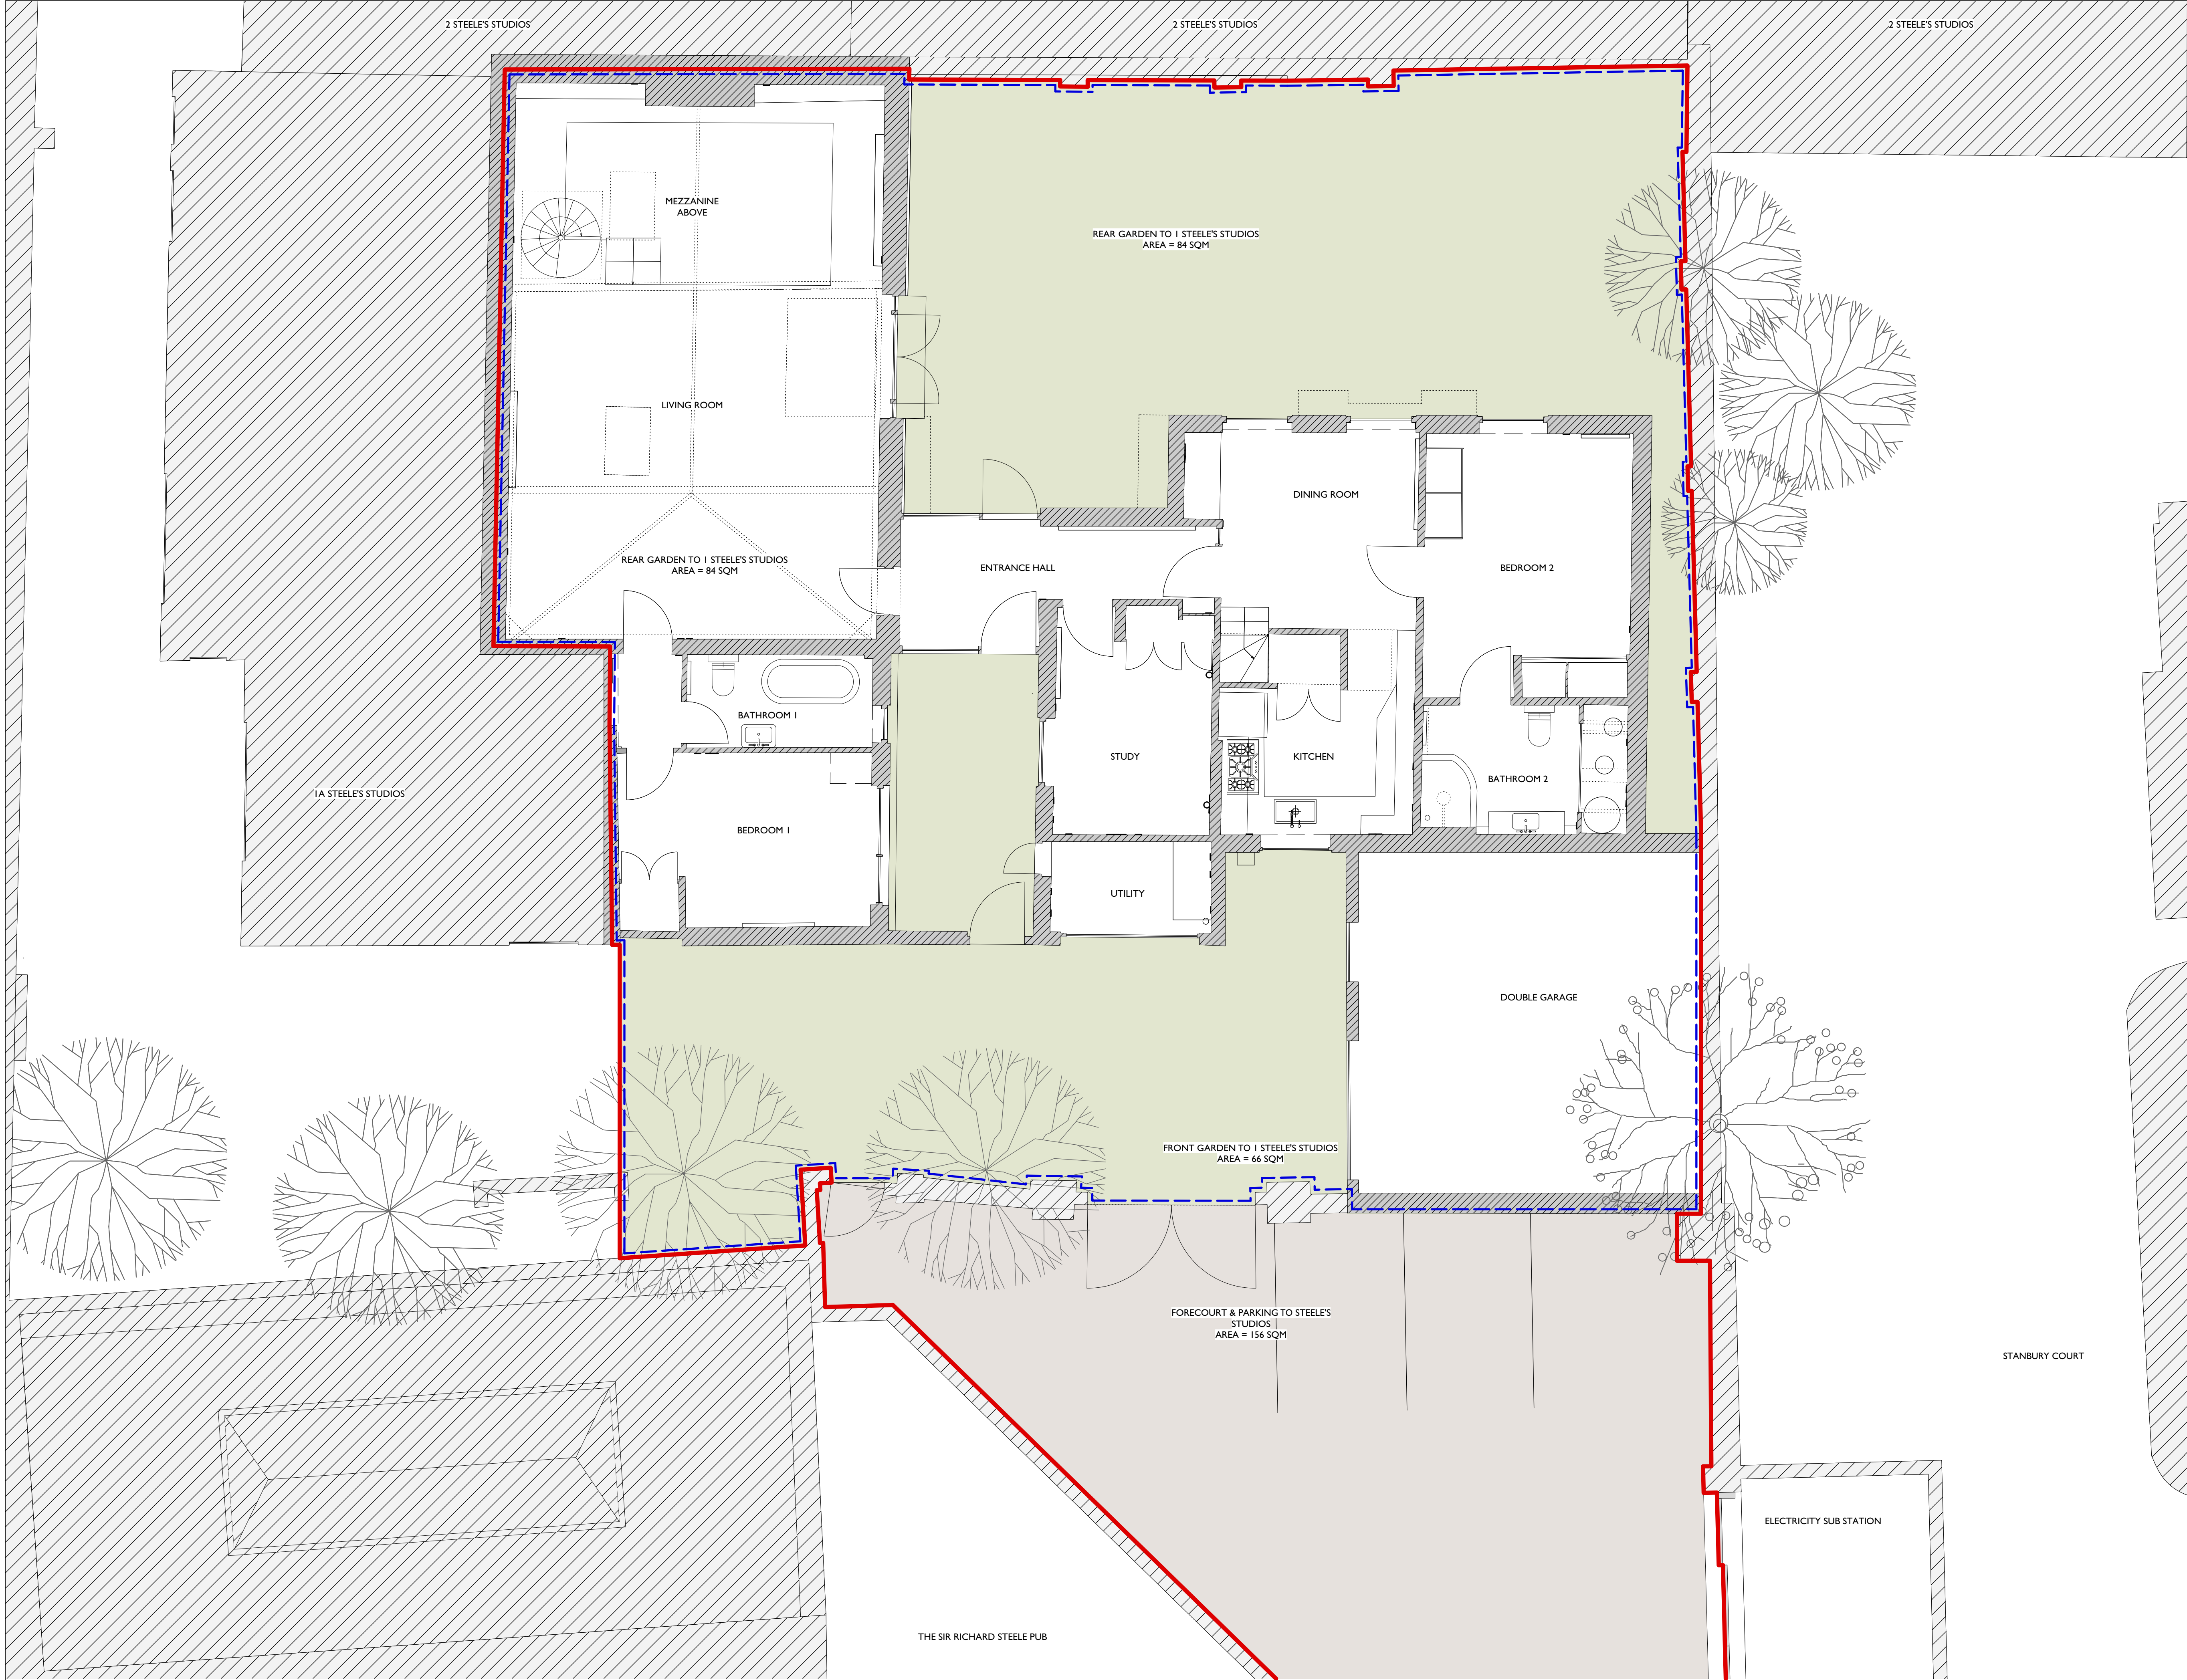 2 STEELE'S STUDIOS
2 STEELE'S STUDIOS
2 STEELE'S STUDIOS
MEZZANINE
ABOVE
REAR GARDEN TO 1 STEELE'S STUDIOS
AREA = 84 SQM
LIVING ROOM
DINING ROOM
REAR GARDEN TO 1 STEELE'S STUDIOS
AREA = 84 SQM
ENTRANCE HALL
BEDROOM 2
BATHROOM 1
STUDY
KITCHEN
BATHROOM 2
1A STEELE'S STUDIOS
BEDROOM 1
UTILITY
DOUBLE GARAGE
FRONT GARDEN TO 1 STEELE'S STUDIOS
AREA = 66 SQM
FORECOURT & PARKING TO STEELE'S
STUDIOS
AREA = 156 SQM
STANBURY COURT
ELECTRICITY SUB STATION
THE SIR RICHARD STEELE PUB